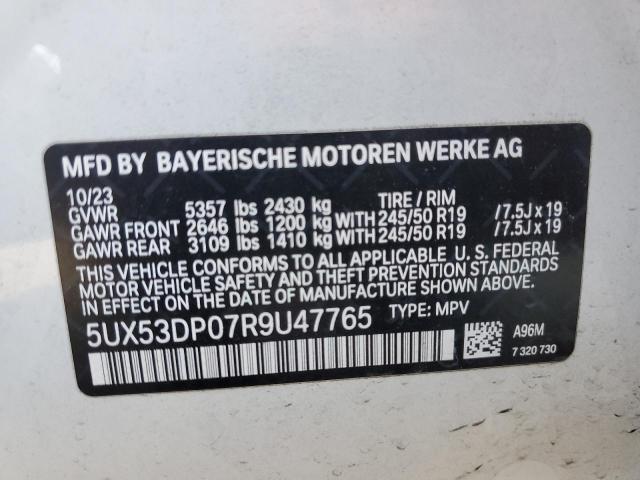 MFD BY BAYERISCHE MOTOREN WERKE AG
10/23 TIRE / RIM
GVWR 5357 lbs 2430 kg
GAWR FRONT 2646 lbs 1200 kg WITH 245/50 R19 / 7.5J x 19
GAWR REAR 3109 lbs 1410 kg WITH 245/50 R19 / 7.5J x 19
THIS VEHICLE CONFORMS TO ALL APPLICABLE U. S. FEDERAL
MOTOR VEHICLE SAFETY AND THEFT PREVENTION STANDARDS
IN EFFECT ON THE DATE OF MANUFACTURE SHOWN ABOVE.
5UX53DP07R9U47765 TYPE: MPV
A96M
7 320 730